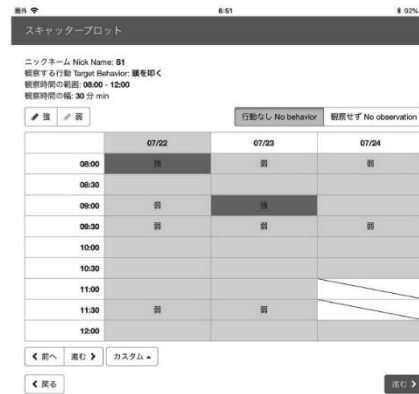 圏外 6:51 92%
スキャッタープロット
ニックネーム Nick Name: S1
観察する行動 Target Behavior: 頭を叩く
観察時間の範囲: 08:00 - 12:00
観察時間の幅: 30 分 min
強 弱 行動なし No behavior 観察せず No observation
07/22 07/23 07/24
08:00 強 弱 弱
08:30
09:00 弱 強
09:30 弱 弱 弱
10:00
10:30
11:00
11:30 弱 弱
12:00
前へ 進む カスタム
戻る 進む